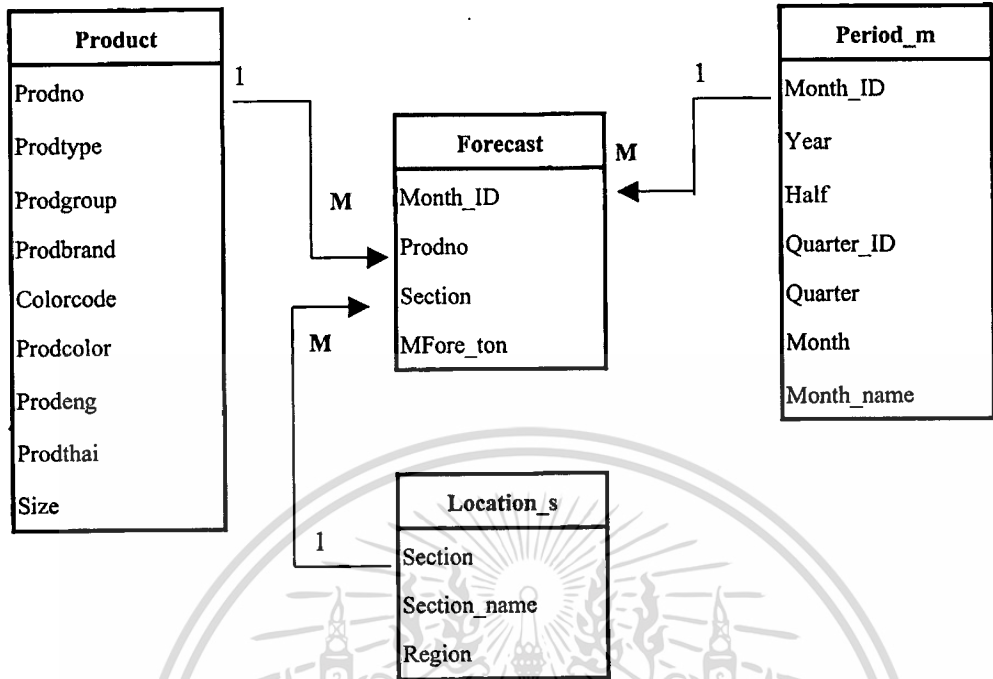 Product
Prodno
Prodtype
Prodgroup
Prodbrand
Colorcode
Prodcolor
Prodeng
Prodthai
Size
1
M
Forecast
Month_ID
Prodno
Section
MFore_ton
M
1
Period_m
Month_ID
Year
Half
Quarter_ID
Quarter
Month
Month_name
M
1
Location_s
Section
Section_name
Region